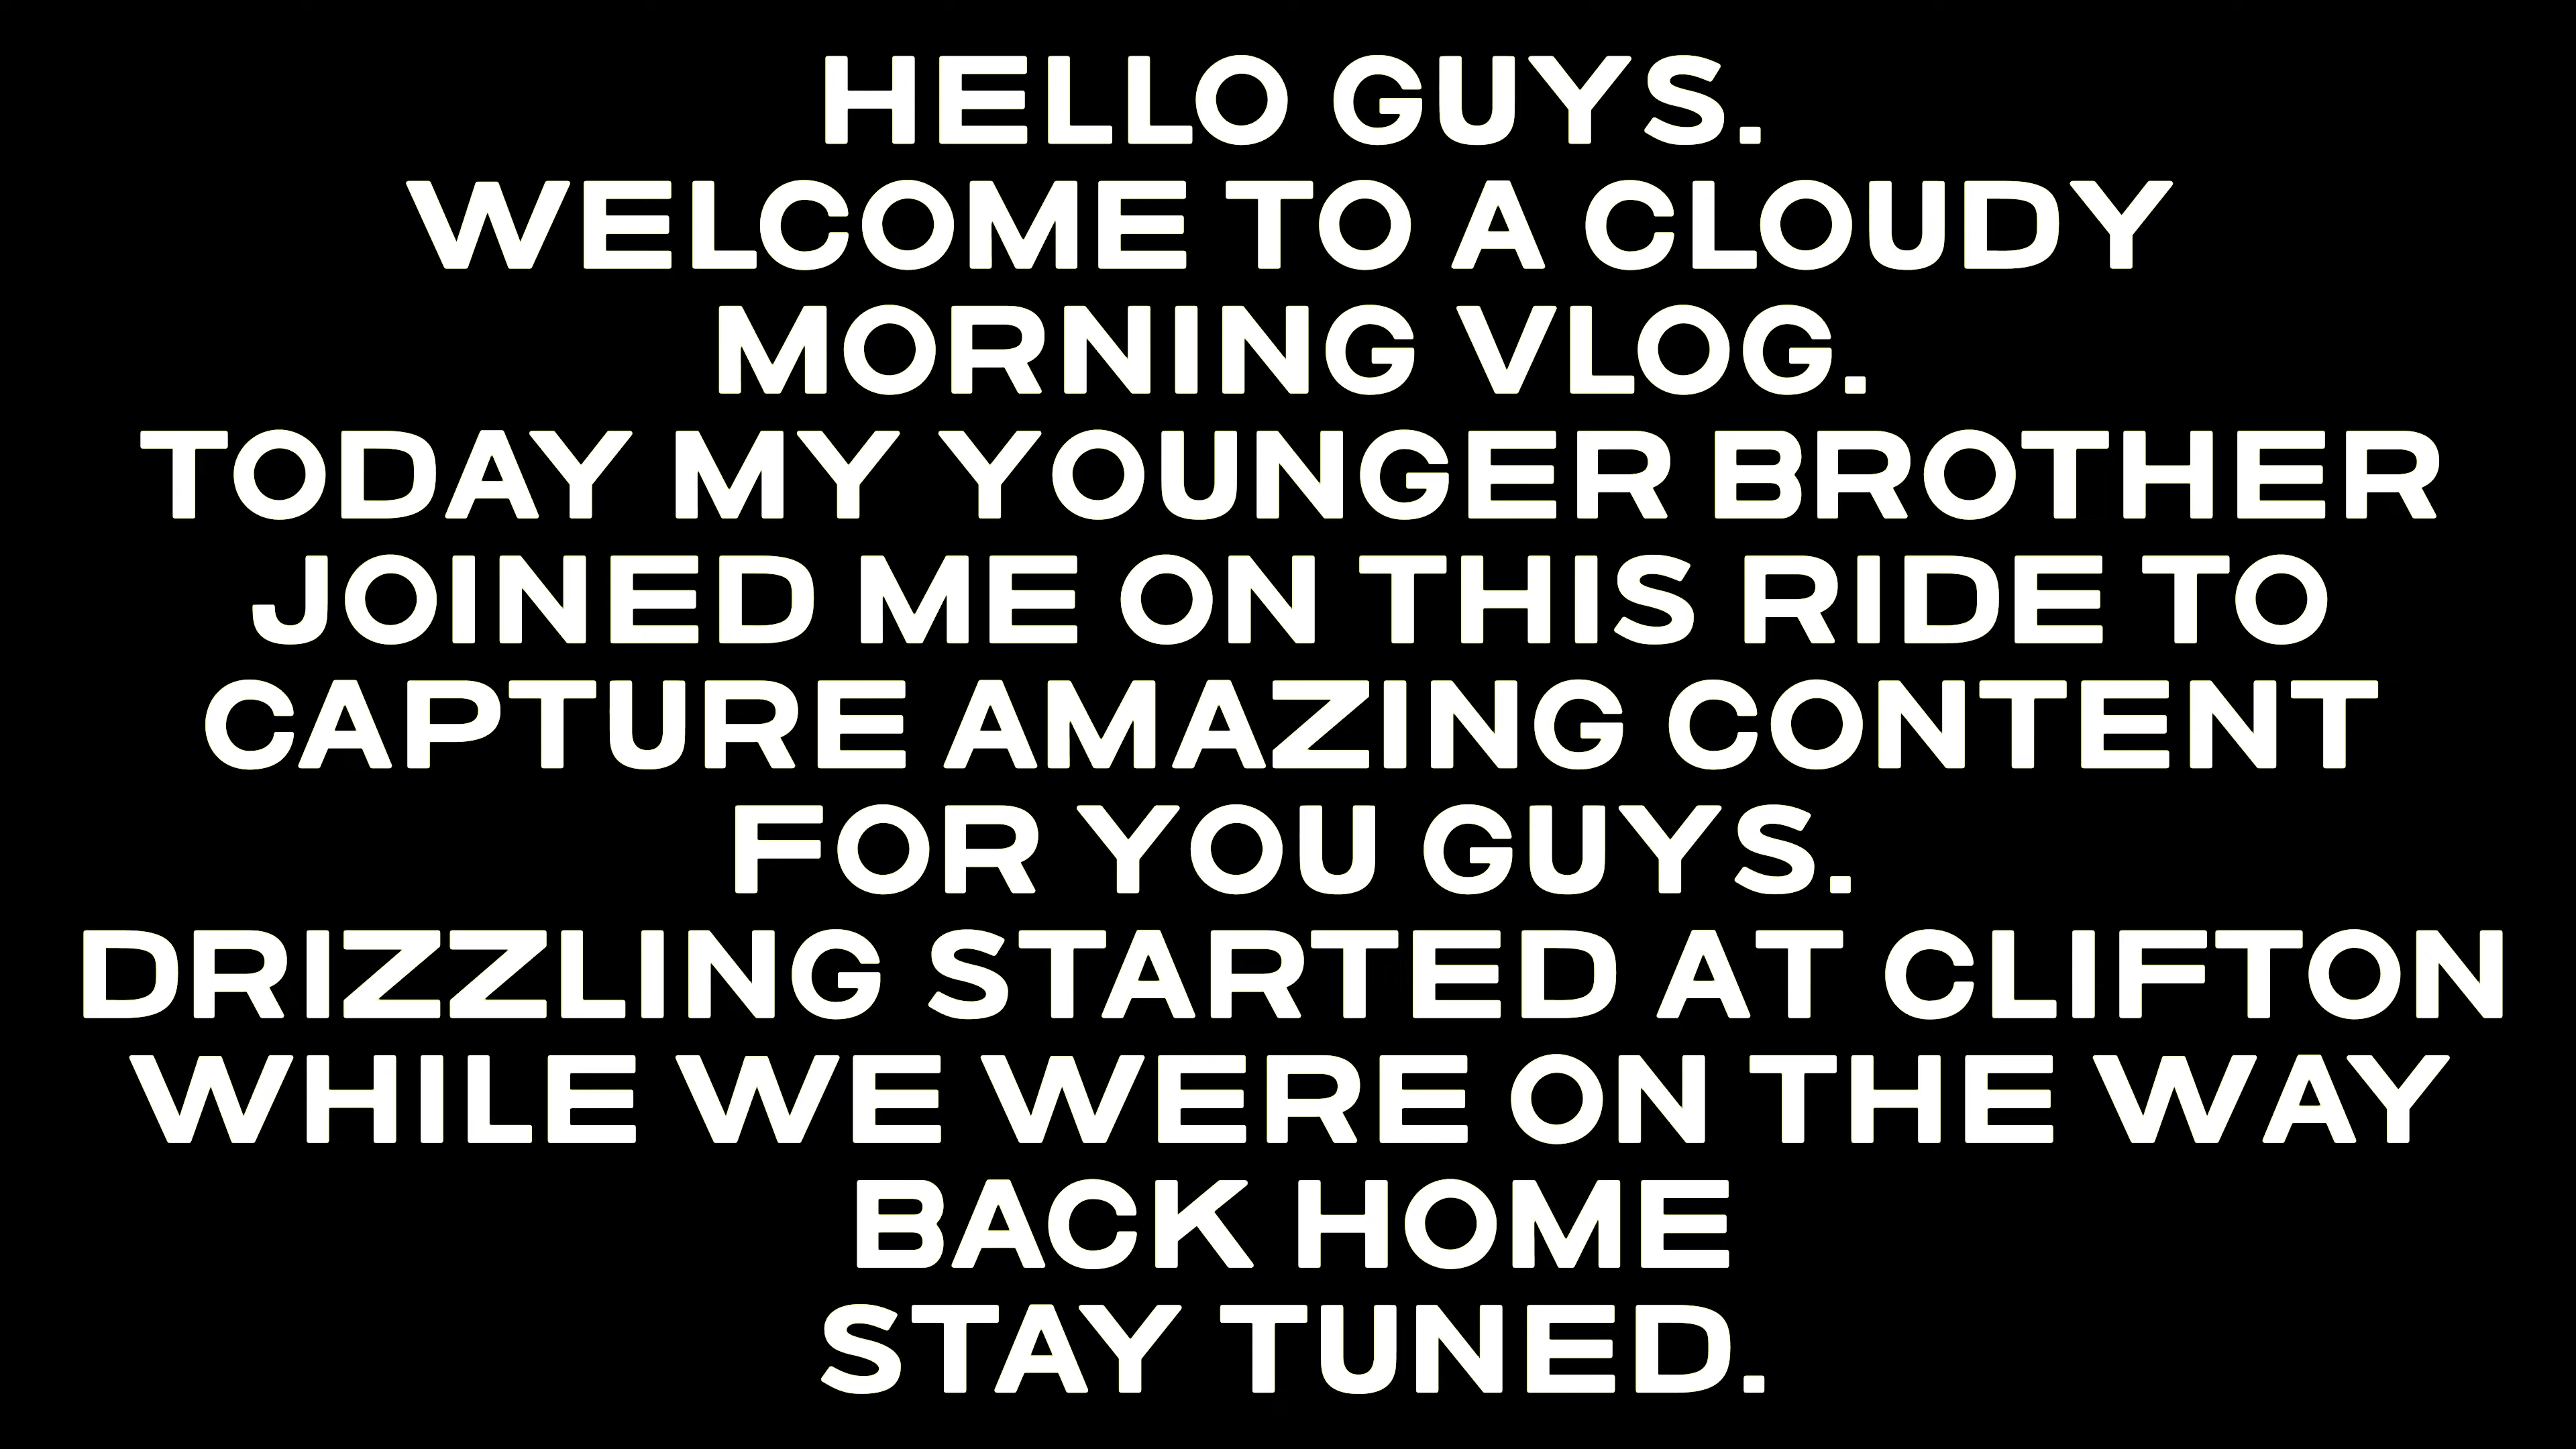 HELLO GUYS.
WELCOME TO A CLOUDY
MORNING VLOG.
TODAY MY YOUNGER BROTHER
JOINED ME ON THIS RIDE TO
CAPTURE AMAZING CONTENT
FOR YOU GUYS.
DRIZZLING STARTED AT CLIFTON
WHILE WE WERE ON THE WAY
BACK HOME
STAY TUNED.